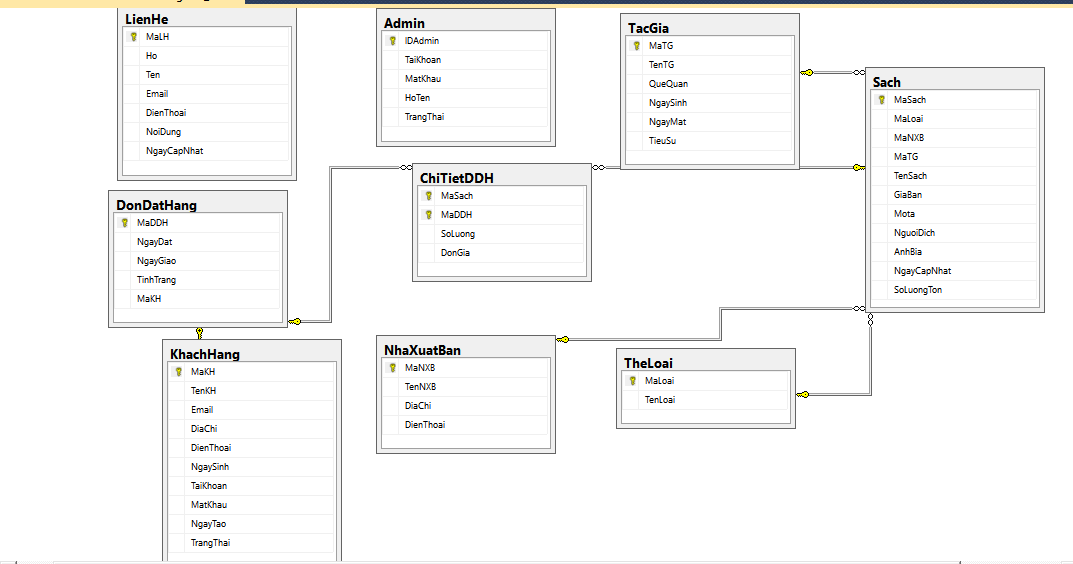 LienHe
MaLH
Ho
Ten
Email
DienThoai
NoiDung
NgayCapNhat
Admin
IDAdmin
TaiKhoan
MatKhau
HoTen
TrangThai
TacGia
MaTG
TenTG
QueQuan
NgaySinh
NgayMat
TieuSu
Sach
MaSach
MaLoai
MaNXB
MaTG
TenSach
GiaBan
Mota
NguoiDich
AnhBia
NgayCapNhat
SoLuongTon
ChiTietDDH
MaSach
MaDDH
SoLuong
DonGia
DonDatHang
MaDDH
NgayDat
NgayGiao
TinhTrang
MaKH
KhachHang
MaKH
TenKH
Email
DiaChi
DienThoai
NgaySinh
TaiKhoan
MatKhau
NgayTao
TrangThai
NhaXuatBan
MaNXB
TenNXB
DiaChi
DienThoai
TheLoai
MaLoai
TenLoai